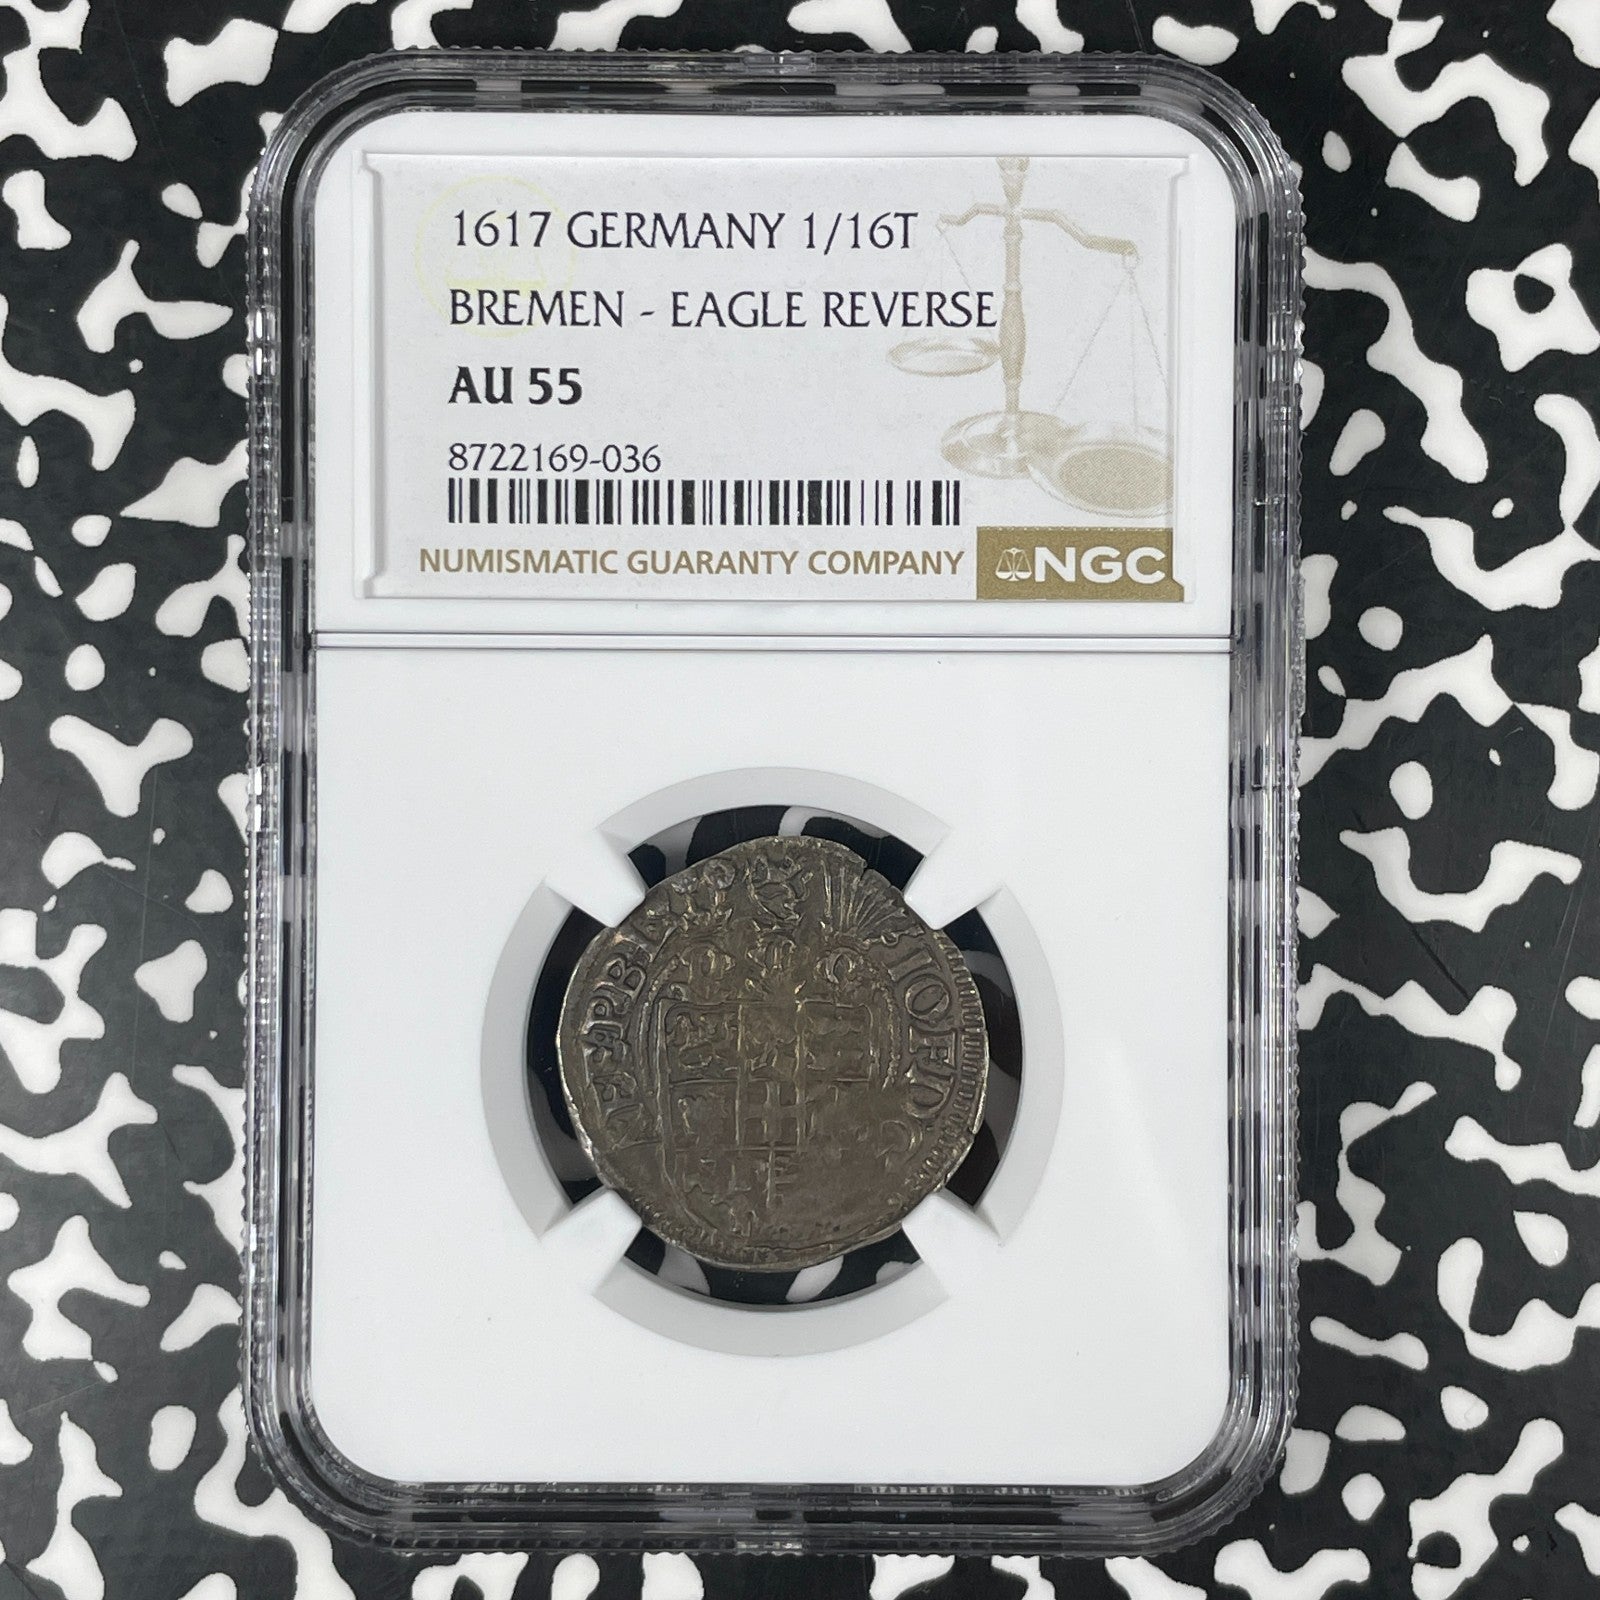 1617 GERMANY 1/16T
BREMEN - EAGLE REVERSE
AU 55
8722169-036
NUMISMATIC GUARANTY COMPANY
NGC